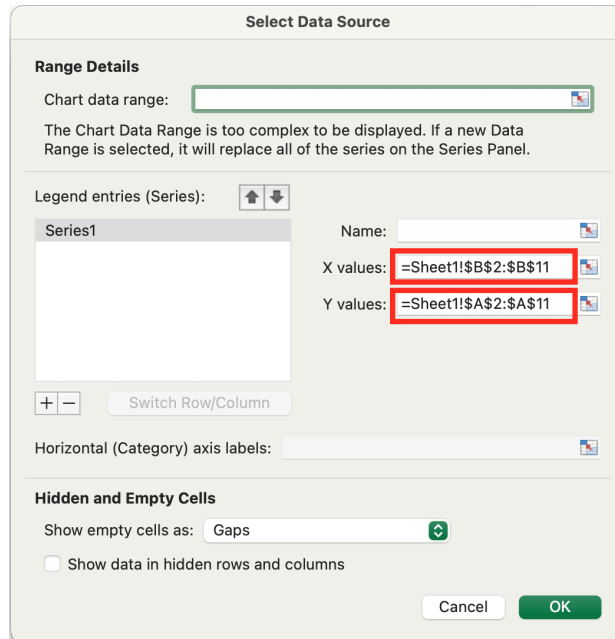 Select Data Source
Range Details
Chart data range:
The Chart Data Range is too complex to be displayed. If a new Data
Range is selected, it will replace all of the series on the Series Panel.
Legend entries (Series):
Series1
Name:
X values: =Sheet1!$B$2:$B$11
Y values: =Sheet1!$A$2:$A$11
+ −
Switch Row/Column
Horizontal (Category) axis labels:
Hidden and Empty Cells
Show empty cells as: Gaps
Show data in hidden rows and columns
Cancel OK